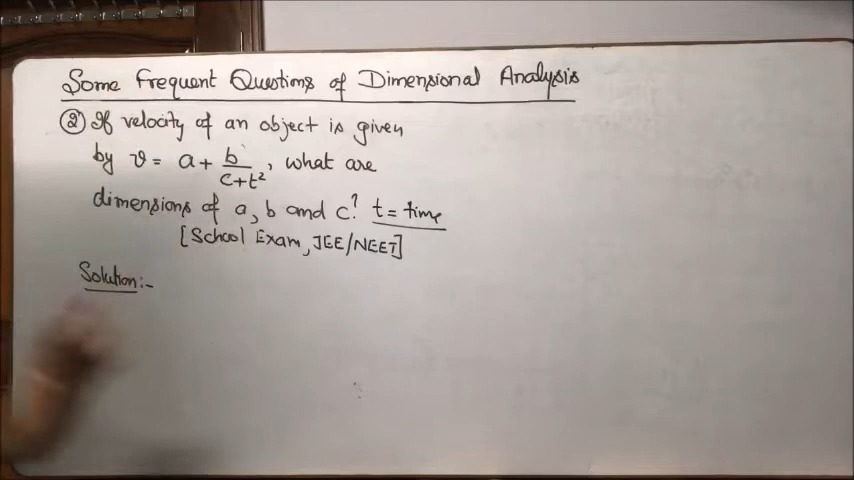 Some Frequent Questions of Dimensional Analysis
② If velocity of an object is given
by v = a + b/(c+t²), what are
dimensions of a, b and c? t = time
[School Exam, JEE/NEET]
Solution:-